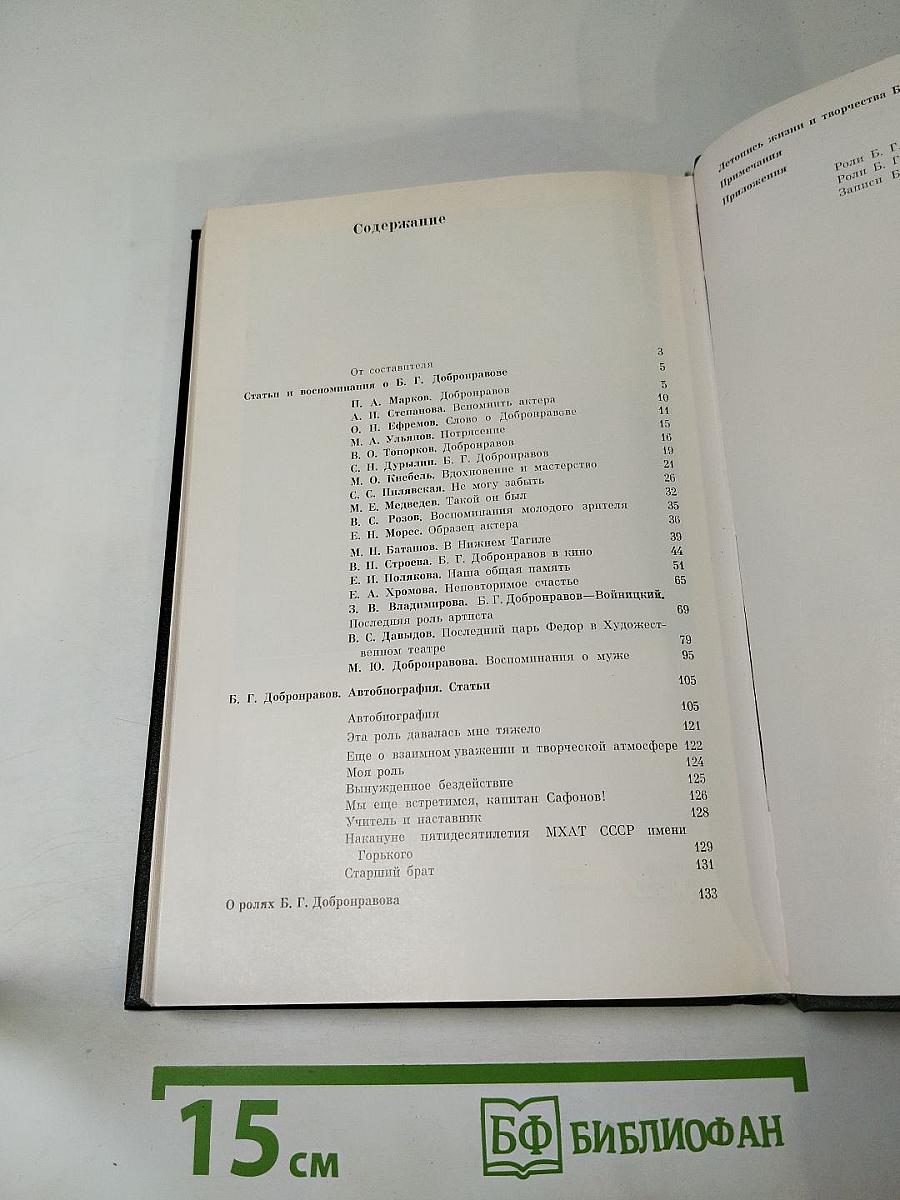 Содержание
От составителя 3
Статьи и воспоминания о Б. Г. Добронравове 5
П. А. Марков. Добронравов 5
А. И. Степанова. Вспомнить актера 10
О. Н. Ефремов. Слово о Добронравове 11
М. А. Ульянов. Потрясение 15
В. О. Топорков. Добронравов 16
С. Н. Дурылин. Б. Г. Добронравов 19
М. О. Кнебель. Вдохновение и мастерство 21
С. С. Пилявская. Не могу забыть 26
М. Е. Медведев. Такой он был 32
В. С. Розов. Воспоминания молодого зрителя 35
Е. Н. Морес. Образец актера 36
М. Н. Баташов. В Нижнем Тагиле 39
В. П. Строева. Б. Г. Добронравов в кино 44
Е. И. Полякова. Наша общая память 51
Е. А. Хромова. Неповторимое счастье 65
З. В. Владимирова. Б. Г. Добронравов—Войницкий.
Последняя роль артиста 69
В. С. Давыдов. Последний царь Федор в Художест-
венном театре 79
М. Ю. Добронравова. Воспоминания о муже 95
Б. Г. Добронравов. Автобиография. Статьи 105
Автобиография 105
Эта роль давалась мне тяжело 121
Еще о взаимном уважении и творческой атмосфере 122
Моя роль 124
Вынужденное бездействие 125
Мы еще встретимся, капитан Сафонов! 126
Учитель и наставник 128
Накануне пятидесятилетия МХАТ СССР имени
Горького 129
Старший брат 131
О ролях Б. Г. Добронравова 133
Летопись жизни и творчества Б
Примечания
Приложения
Роли Б. Г.
Роли Б. Г
Записи Б
15 см
БФ БИБЛИОФАН